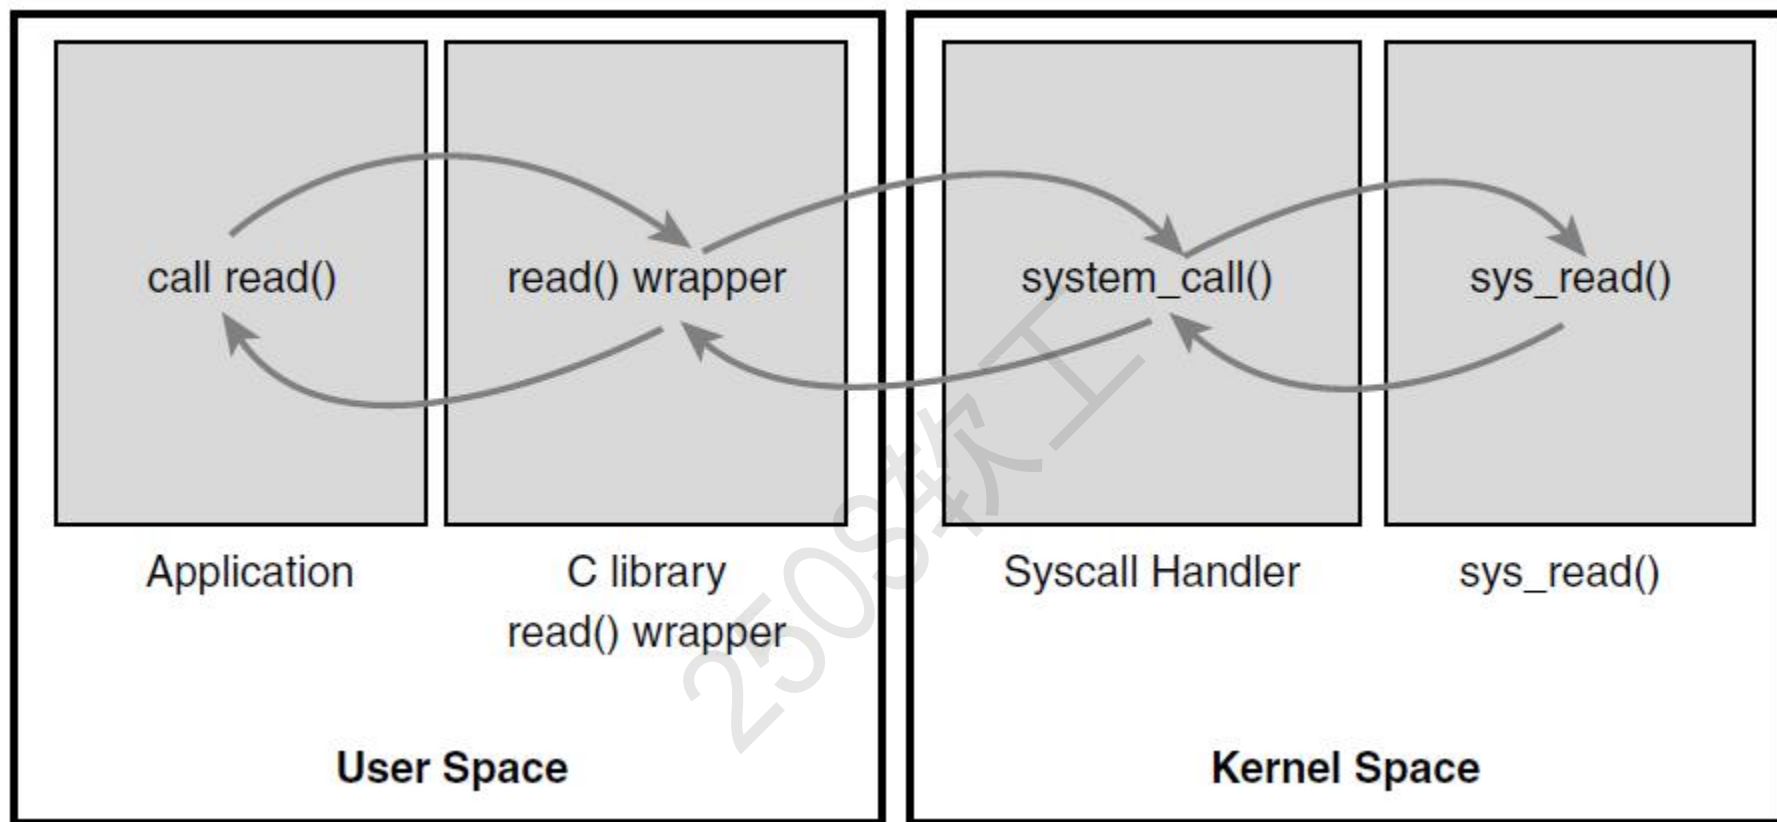 call read()
read() wrapper
system_call()
sys_read()
Application
C library
read() wrapper
Syscall Handler
sys_read()
User Space
Kernel Space